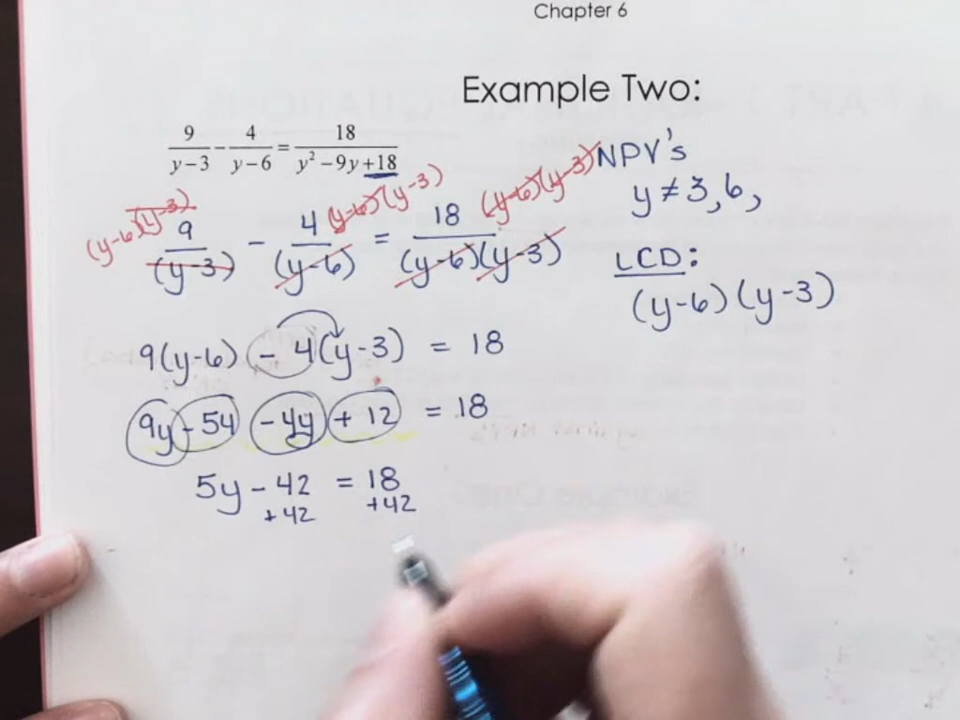 Chapter 6
Example Two:
9/(y−3) − 4/(y−6) = 18/(y² −9y+18)
NPV's
y ≠ 3, 6,
(y-6)(y-3) 9/(y-3) − 4/(y-6) (y-6)(y-3) = 18/(y-6)(y-3) (y-6)(y-3)
LCD:
(y-6)(y-3)
9(y-6) − 4(y-3) = 18
9y − 54 − 4y + 12 = 18
5y − 42 = 18
+42 +42